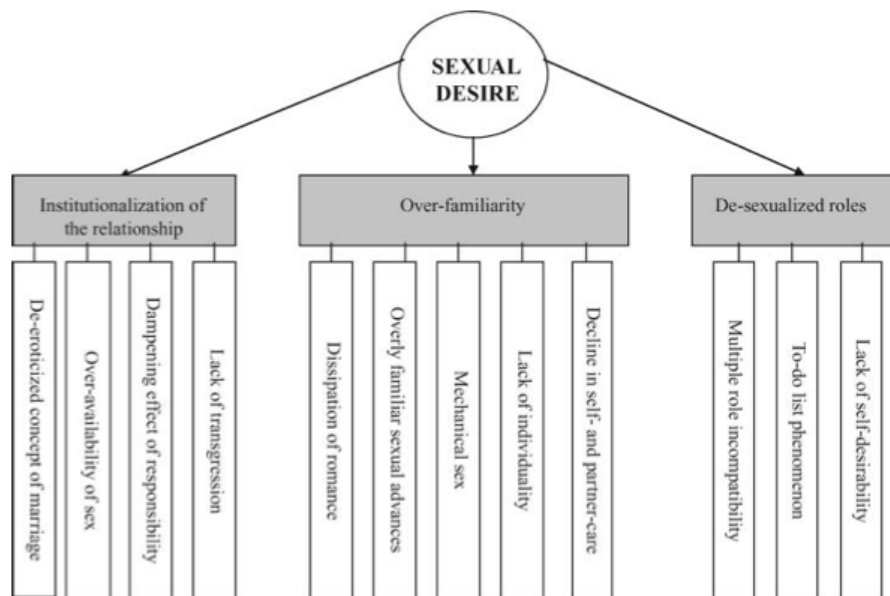 SEXUAL
DESIRE
Institutionalization of
the relationship
Over-familiarity
De-sexualized roles
De-eroticized concept of marriage
Over-availability of sex
Dampening effect of responsibility
Lack of transgression
Dissipation of romance
Overly familiar sexual advances
Mechanical sex
Lack of individuality
Decline in self- and partner-care
Multiple role incompatibility
To-do list phenomenon
Lack of self-desirability